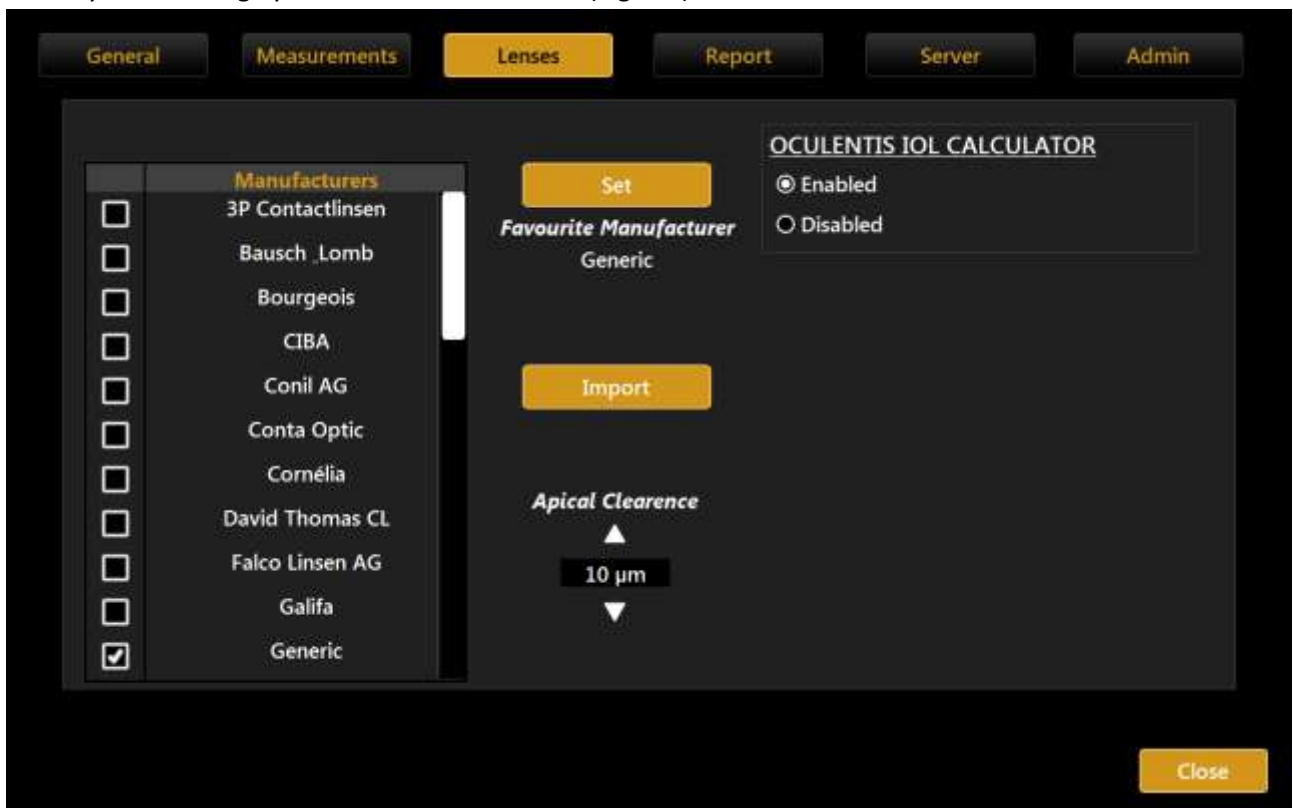 General Measurements Lenses Report Server Admin
Manufacturers
3P Contactlinsen
Bausch _Lomb
Bourgeois
CIBA
Conil AG
Conta Optic
Cornélia
David Thomas CL
Falco Linsen AG
Galifa
Generic
Set
Favourite Manufacturer
Generic
Import
Apical Clearence
10 µm
OCULENTIS IOL CALCULATOR
Enabled
Disabled
Close